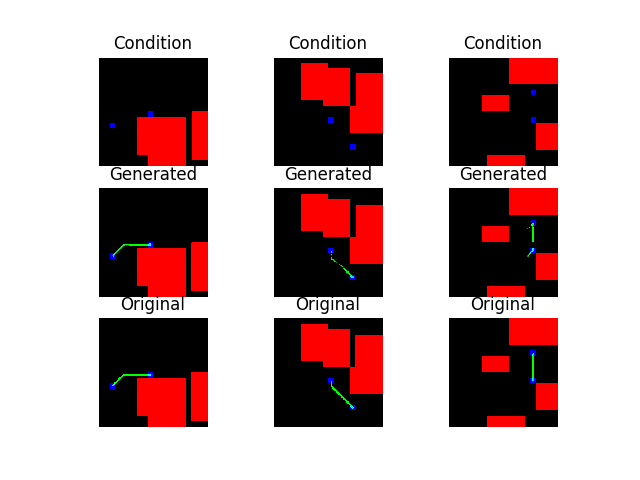 Condition
Condition
Condition
Generated
Generated
Generated
Original
Original
Original